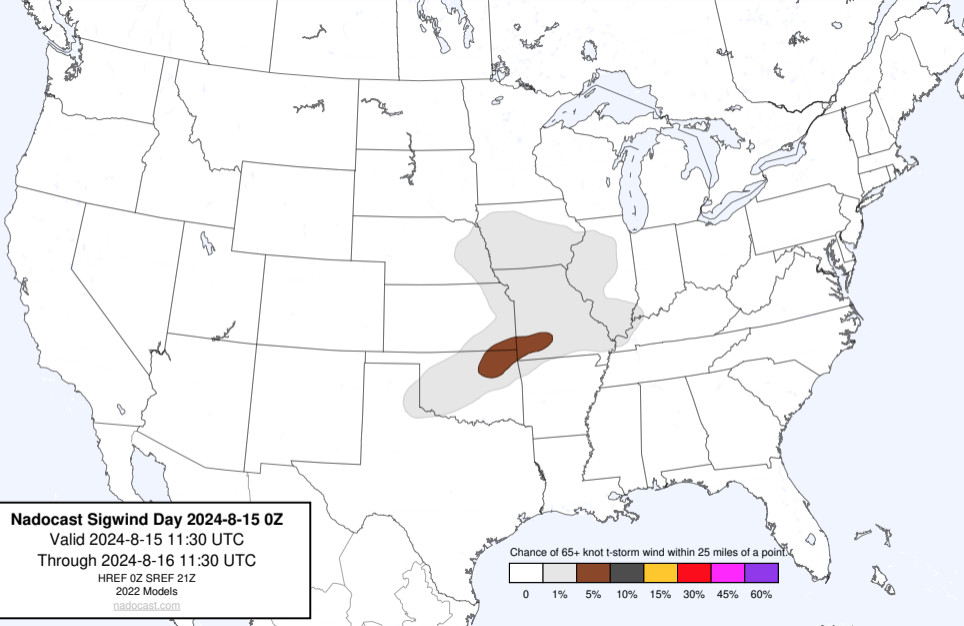 Nadocast Sigwind Day 2024-8-15 0Z
Valid 2024-8-15 11:30 UTC
Through 2024-8-16 11:30 UTC
HREF 0Z SREF 21Z
2022 Models
nadocast.com
Chance of 65+ knot t-storm wind within 25 miles of a point.
0 1% 5% 10% 15% 30% 45% 60%